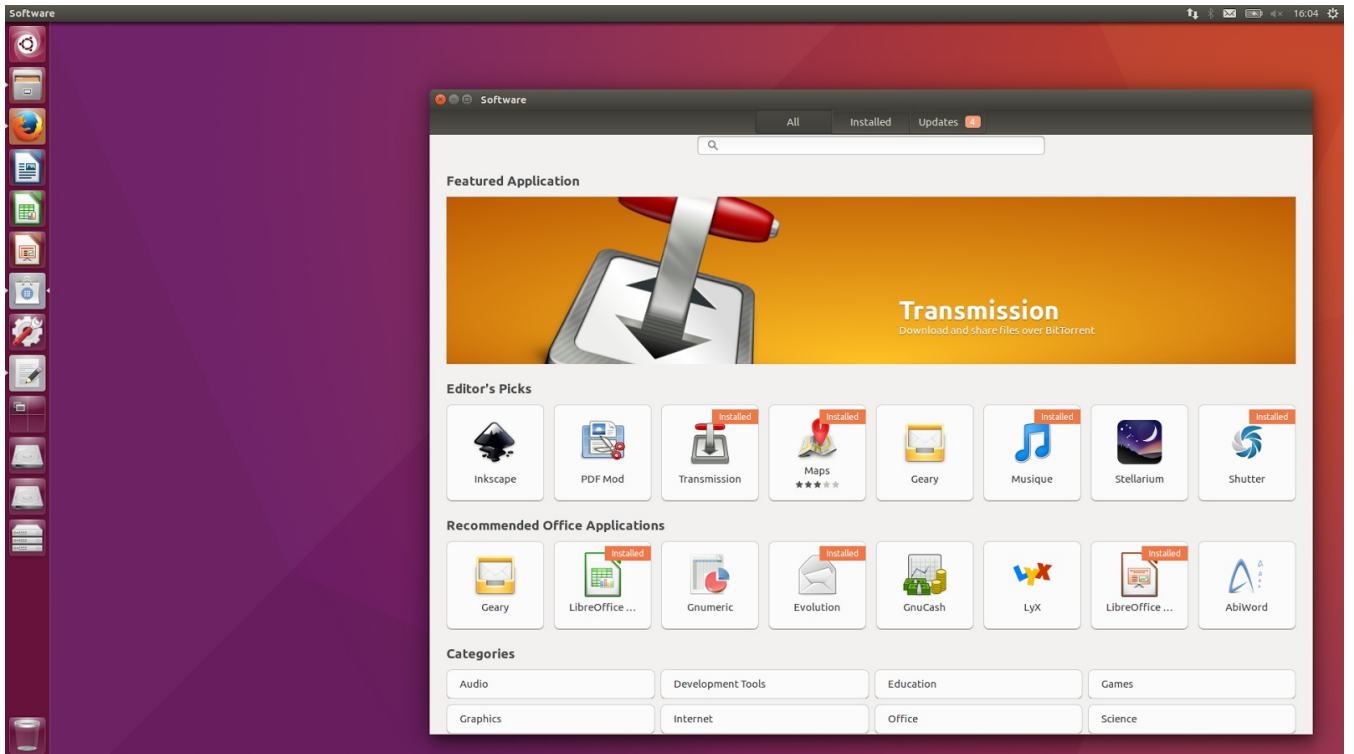 Software
16:04
Software
All Installed Updates 4
Featured Application
Transmission
Download and share files over BitTorrent
Editor's Picks
Installed Installed Installed Installed
Inkscape PDF Mod Transmission Maps Geary Musique Stellarium Shutter
Recommended Office Applications
Installed Installed Installed
Geary LibreOffice ... Gnumeric Evolution GnuCash LyX LibreOffice ... AbiWord
Categories
Audio Development Tools Education Games
Graphics Internet Office Science